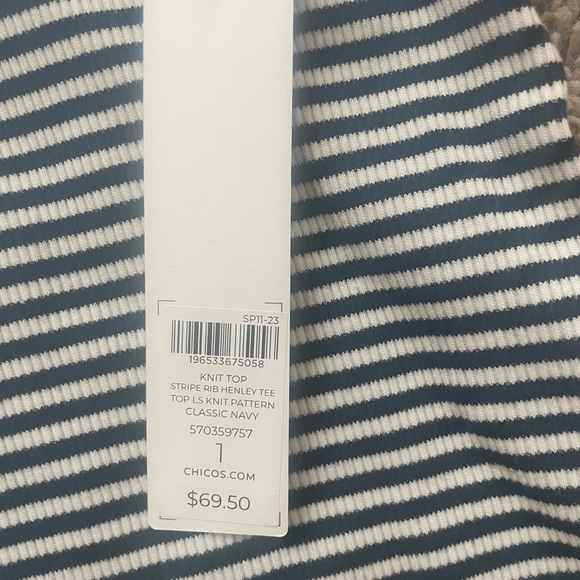 SP11-23
196533675058
KNIT TOP
STRIPE RIB HENLEY TEE
TOP LS KNIT PATTERN
CLASSIC NAVY
570359757
1
CHICOS.COM
$69.50